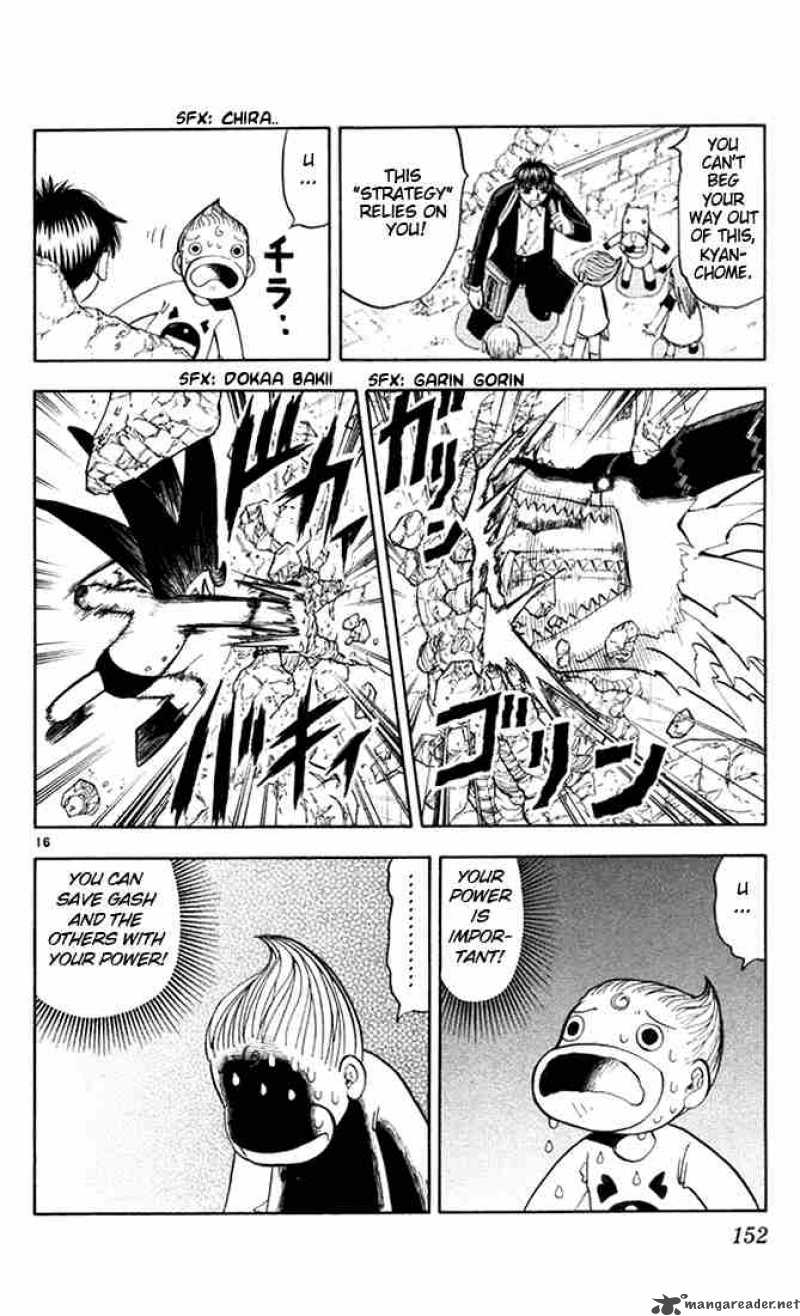 SFX: CHIRA..
YOU
CAN'T
BEG
YOUR
WAY OUT
OF THIS,
KYAN-
CHOME.
THIS
"STRATEGY"
RELIES ON
YOU!
U
...
チラ..
SFX: GARIN GORIN
SFX: DOKAA BAKII
ガリン
ゴリン
ドカァ
バキィ
16
U
...
YOUR
POWER
IS
IMPOR-
TANT!
.........
YOU CAN
SAVE GASH
AND THE
OTHERS WITH
YOUR POWER!
152
mangareader.net